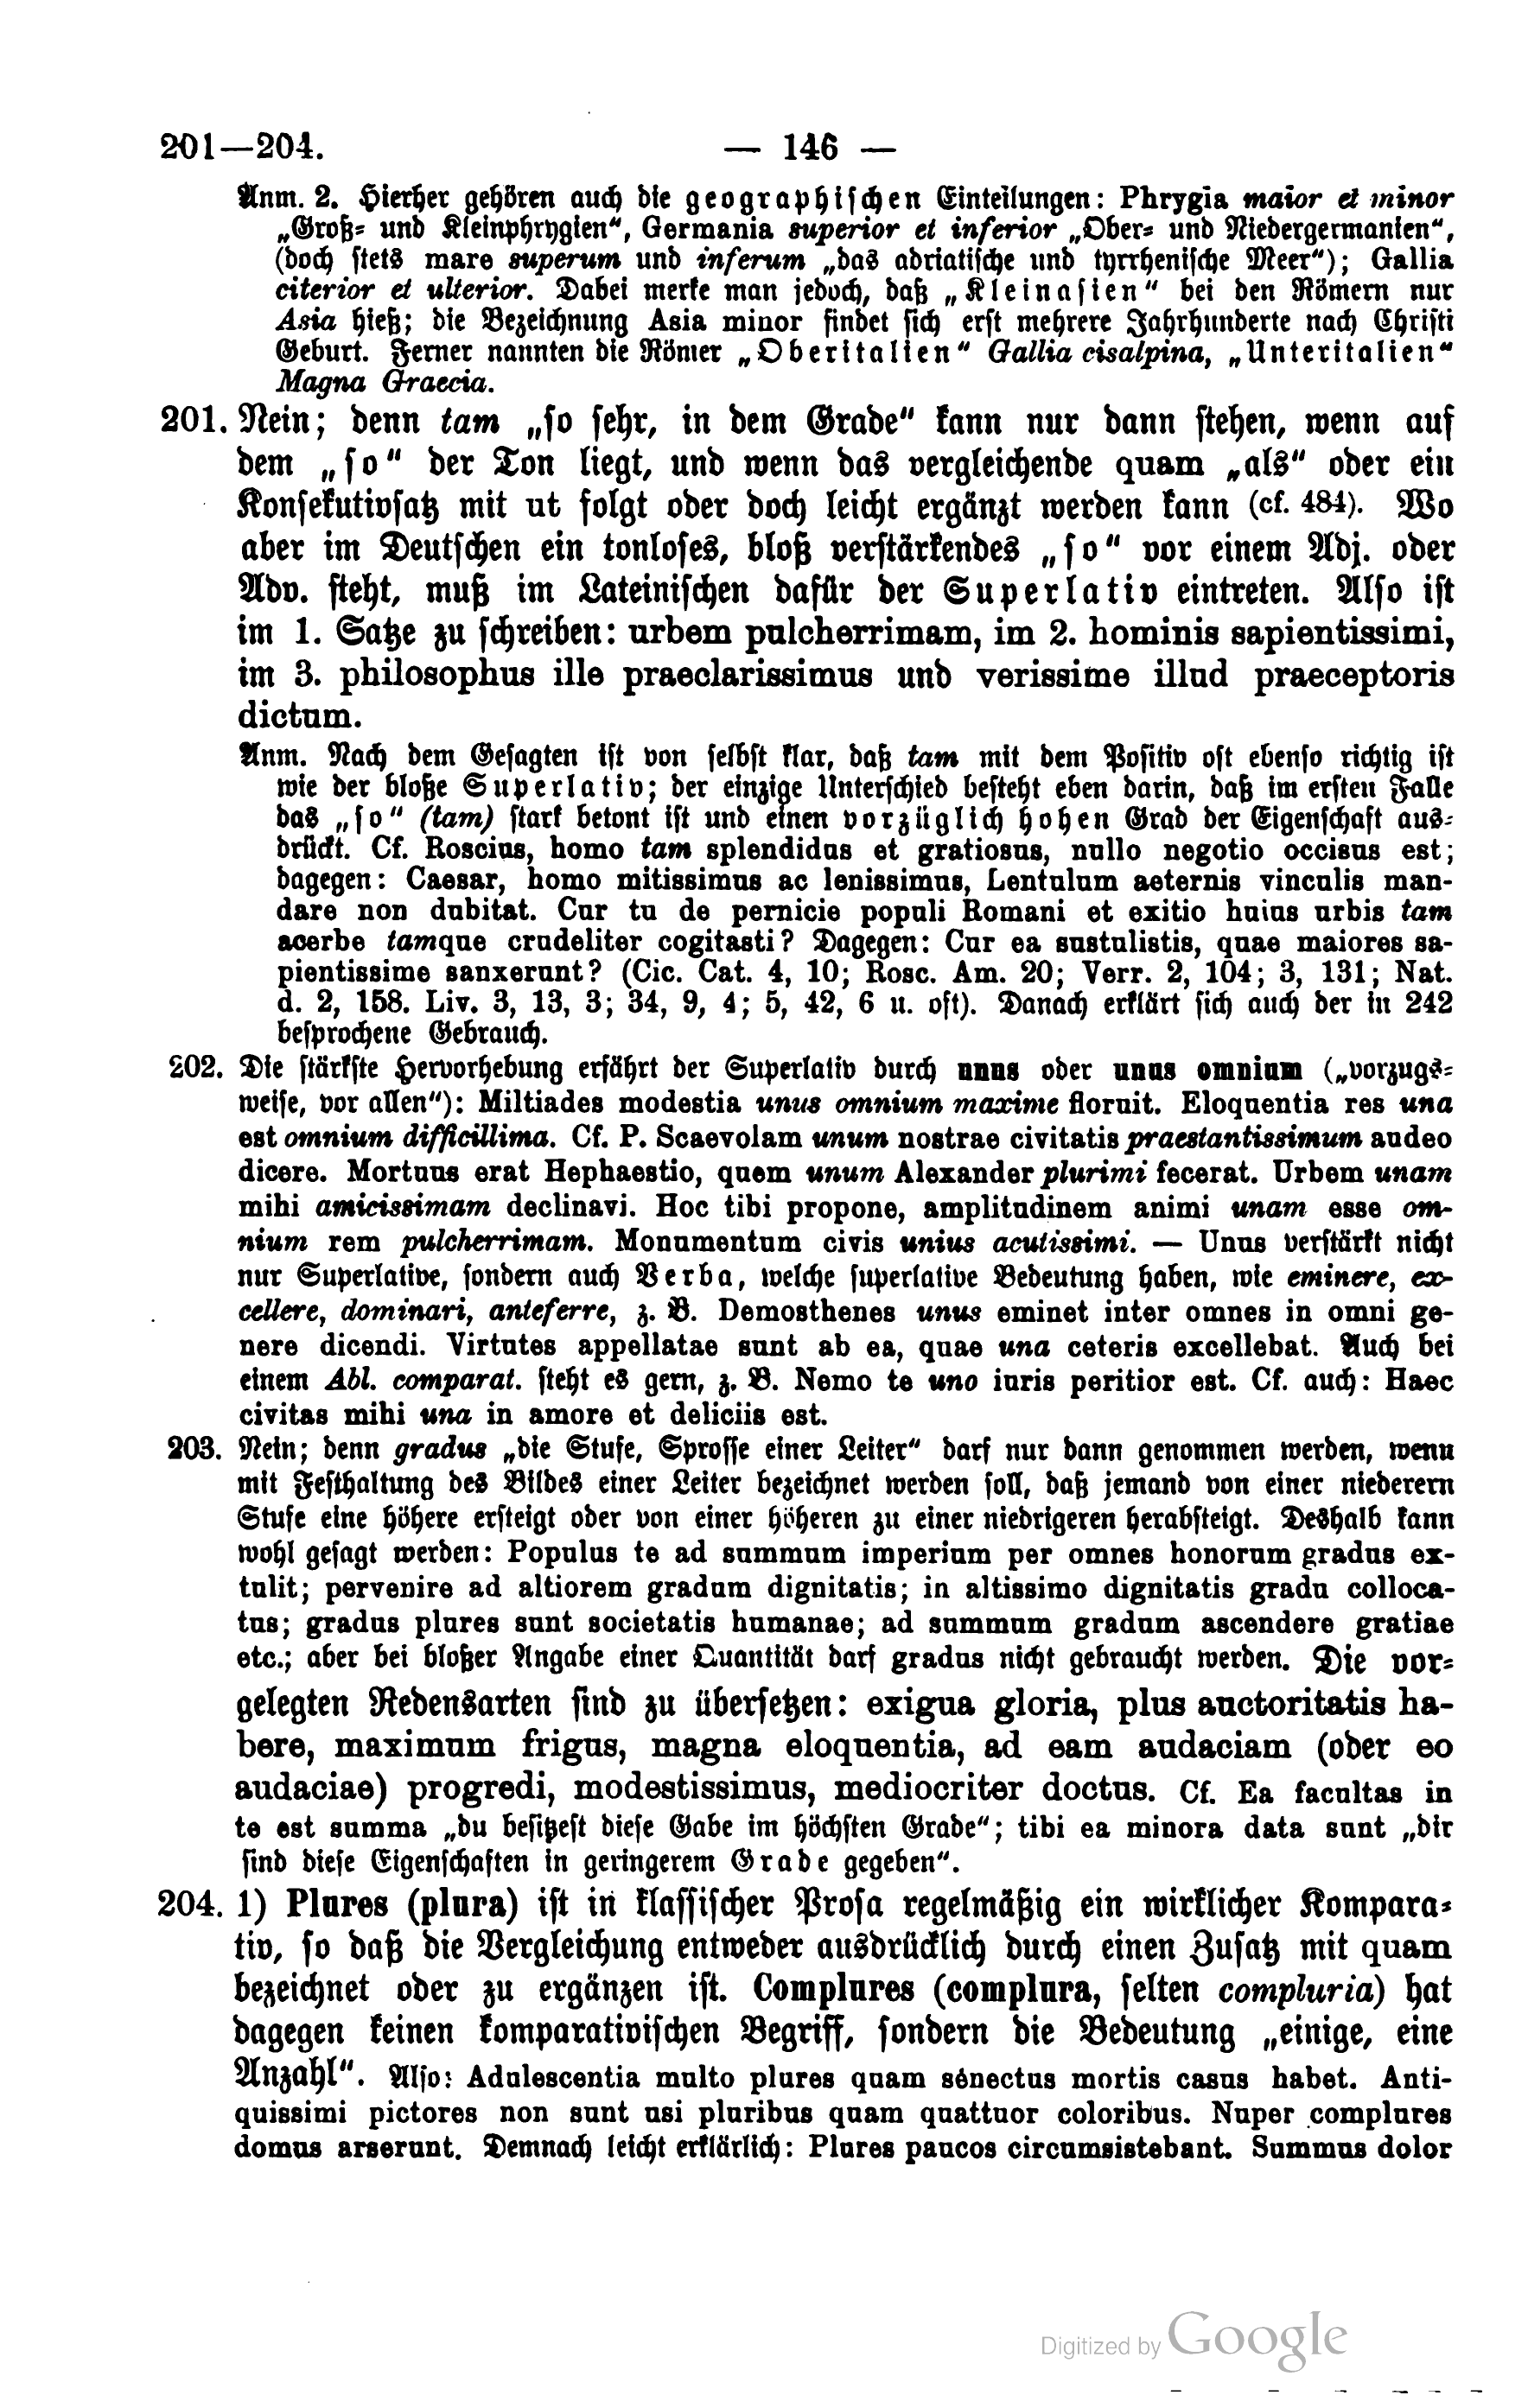 201—204. — 146 —
Anm. 2. Hierher gehören auch die geographischen Einteilungen: Phrygia maior et minor
„Groß- und Kleinphrygien“, Germania superior et inferior „Ober- und Niedergermanien“,
(doch stets mare superum und inferum „das adriatische und tyrrhenische Meer“); Gallia
citerior et ulterior. Dabei merke man jedoch, daß „Kleinasien“ bei den Römern nur
Asia hieß; die Bezeichnung Asia minor findet sich erst mehrere Jahrhunderte nach Christi
Geburt. Ferner nannten die Römer „Oberitalien“ Gallia cisalpina, „Unteritalien“
Magna Graecia.
201. Nein; denn tam „so sehr, in dem Grade“ kann nur dann stehen, wenn auf
dem „so“ der Ton liegt, und wenn das vergleichende quam „als“ oder ein
Konsekutivsatz mit ut folgt oder doch leicht ergänzt werden kann (cf. 484). Wo
aber im Deutschen ein tonloses, bloß verstärkendes „so“ vor einem Adj. oder
Adv. steht, muß im Lateinischen dafür der Superlativ eintreten. Also ist
im 1. Satze zu schreiben: urbem pulcherrimam, im 2. hominis sapientissimi,
im 3. philosophus ille praeclarissimus und verissime illud praeceptoris
dictum.
Anm. Nach dem Gesagten ist von selbst klar, daß tam mit dem Positiv oft ebenso richtig ist
wie der bloße Superlativ; der einzige Unterschied besteht eben darin, daß im ersten Falle
das „so“ (tam) stark betont ist und einen vorzüglich hohen Grad der Eigenschaft aus-
drückt. Cf. Roscius, homo tam splendidus et gratiosus, nullo negotio occisus est;
dagegen: Caesar, homo mitissimus ac lenissimus, Lentulum aeternis vinculis man-
dare non dubitat. Cur tu de pernicie populi Romani et exitio huius urbis tam
acerbe tamque crudeliter cogitasti? Dagegen: Cur ea sustulistis, quae maiores sa-
pientissime sanxerunt? (Cic. Cat. 4, 10; Rosc. Am. 20; Verr. 2, 104; 3, 131; Nat.
d. 2, 158. Liv. 3, 13, 3; 34, 9, 4; 5, 42, 6 u. oft). Danach erklärt sich auch der in 242
besprochene Gebrauch.
202. Die stärkste Hervorhebung erfährt der Superlativ durch unus oder unus omnium („vorzugs-
weise, vor allen“): Miltiades modestia unus omnium maxime floruit. Eloquentia res una
est omnium difficillima. Cf. P. Scaevolam unum nostrae civitatis praestantissimum audeo
dicere. Mortuus erat Hephaestio, quem unum Alexander plurimi fecerat. Urbem unam
mihi amicissimam declinavi. Hoc tibi propone, amplitudinem animi unam esse om-
nium rem pulcherrimam. Monumentum civis unius acutissimi. — Unus verstärkt nicht
nur Superlative, sondern auch Verba, welche superlative Bedeutung haben, wie eminere, ex-
cellere, dominari, anteferre, z. B. Demosthenes unus eminet inter omnes in omni ge-
nere dicendi. Virtutes appellatae sunt ab ea, quae una ceteris excellebat. Auch bei
einem Abl. comparat. steht es gern, z. B. Nemo te uno iuris peritior est. Cf. auch: Haec
civitas mihi una in amore et deliciis est.
203. Nein; denn gradus „die Stufe, Sprosse einer Leiter“ darf nur dann genommen werden, wenn
mit Festhaltung des Bildes einer Leiter bezeichnet werden soll, daß jemand von einer niederern
Stufe eine höhere ersteigt oder von einer höheren zu einer niedrigeren herabsteigt. Deshalb kann
wohl gesagt werden: Populus te ad summum imperium per omnes honorum gradus ex-
tulit; pervenire ad altiorem gradum dignitatis; in altissimo dignitatis gradu colloca-
tus; gradus plures sunt societatis humanae; ad summum gradum ascendere gratiae
etc.; aber bei bloßer Angabe einer Quantität darf gradus nicht gebraucht werden. Die vor-
gelegten Redensarten sind zu übersetzen: exigua gloria, plus auctoritatis ha-
bere, maximum frigus, magna eloquentia, ad eam audaciam (oder eo
audaciae) progredi, modestissimus, mediocriter doctus. Cf. Ea facultas in
te est summa „du besitzest diese Gabe im höchsten Grade“; tibi ea minora data sunt „dir
sind diese Eigenschaften in geringerem Grade gegeben“.
204. 1) Plures (plura) ist in klassischer Prosa regelmäßig ein wirklicher Kompara-
tiv, so daß die Vergleichung entweder ausdrücklich durch einen Zusatz mit quam
bezeichnet oder zu ergänzen ist. Complures (complura, selten compluria) hat
dagegen keinen komparativischen Begriff, sondern die Bedeutung „einige, eine
Anzahl“. Also: Adulescentia multo plures quam senectus mortis casus habet. Anti-
quissimi pictores non sunt usi pluribus quam quattuor coloribus. Nuper complures
domus arserunt. Demnach leicht erklärlich: Plures paucos circumsistebant. Summus dolor
Digitized by Google